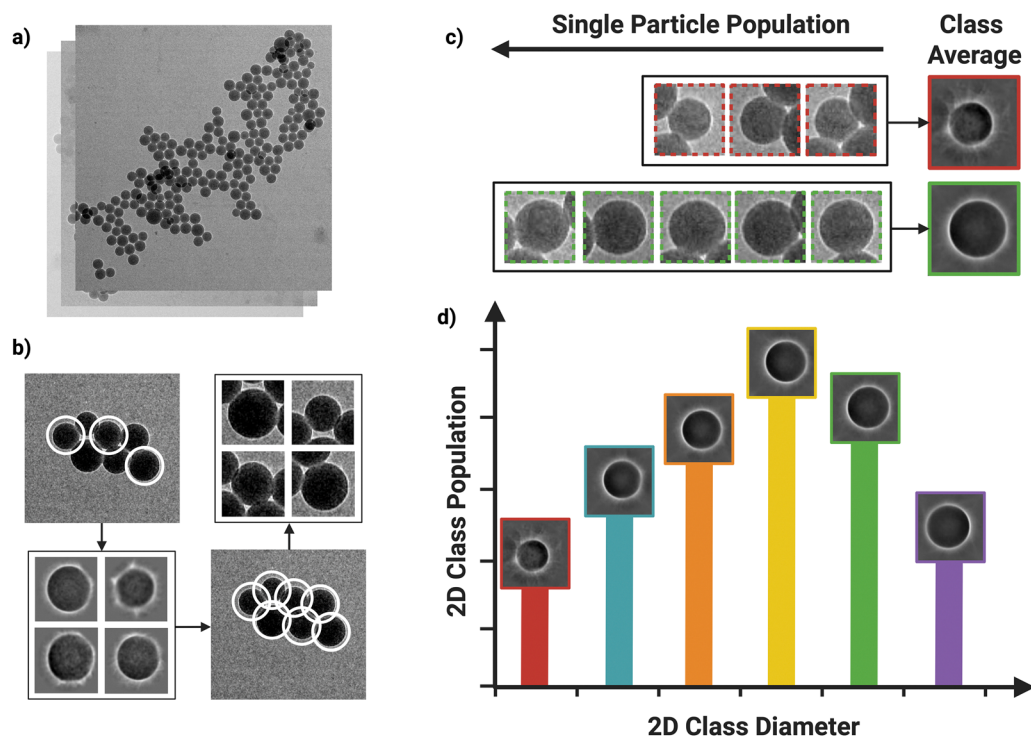 a)
b)
c)
Single Particle Population
Class
Average
d)
2D Class Population
2D Class Diameter